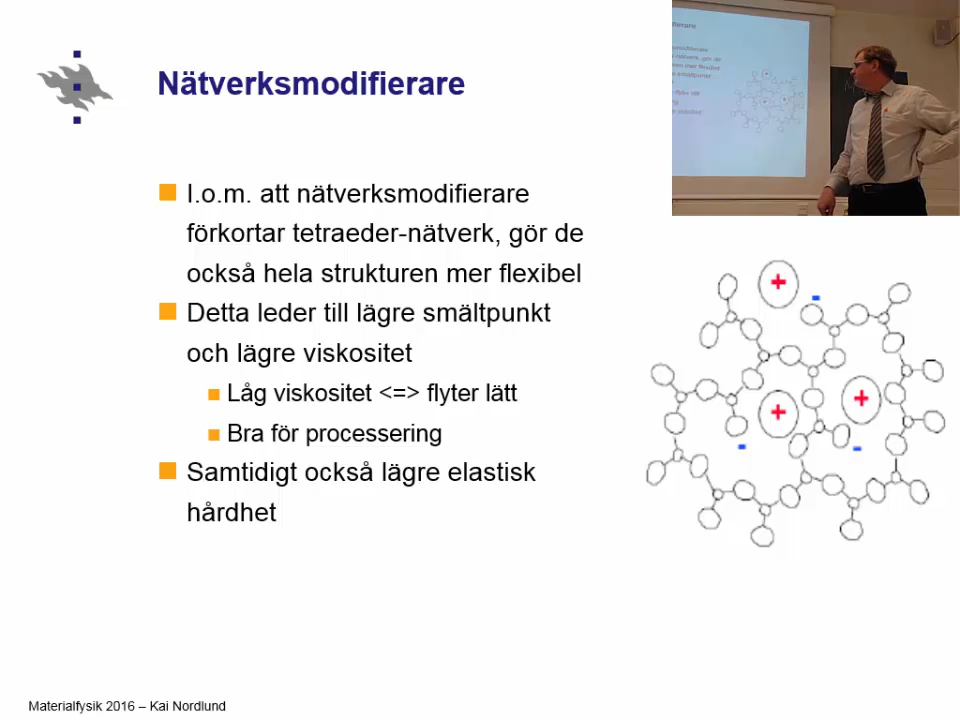 Nätverksmodifierare
I.o.m. att nätverksmodifierare
förkortar tetraeder-nätverk, gör de
också hela strukturen mer flexibel
Detta leder till lägre smältpunkt
och lägre viskositet
Låg viskositet <=> flyter lätt
Bra för processering
Samtidigt också lägre elastisk
hårdhet
+
-
+
+
-
-
Materialfysik 2016 – Kai Nordlund